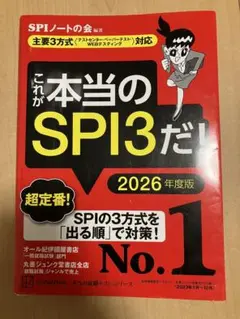 SPIノートの会 編著
主要3方式
テストセンター・ペーパーテスト・
WEBテスティング
対応
これが
本当の
SPI3だ!
2026年度版
超定番!
SPIの3方式を
「出る順」で対策!
オール紀伊國屋書店
丸善ジュンク堂書店全店
No.1